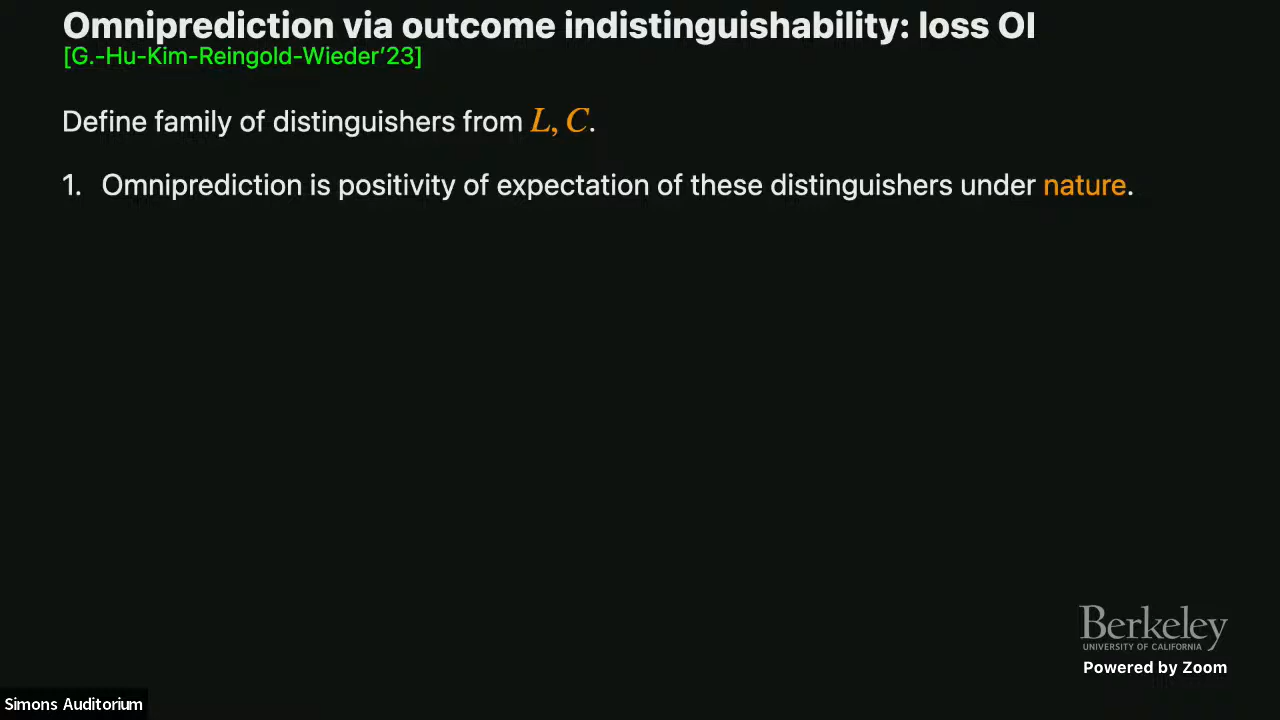 Omniprediction via outcome indistinguishability: loss OI
[G.-Hu-Kim-Reingold-Wieder’23]
Define family of distinguishers from L, C.
1. Omniprediction is positivity of expectation of these distinguishers under nature.
Berkeley
UNIVERSITY OF CALIFORNIA
Powered by Zoom
Simons Auditorium